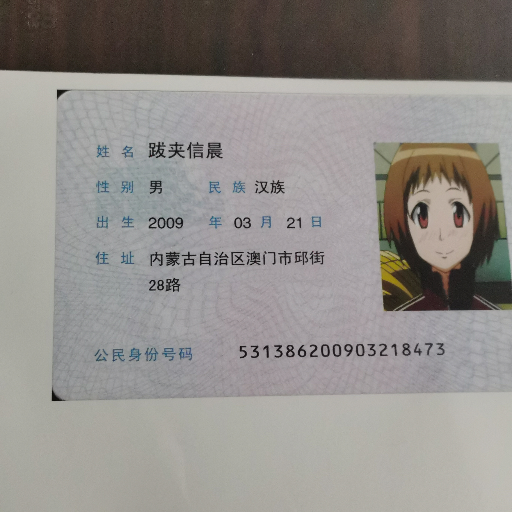 姓名 跋夹信晨
性别 男 民族 汉族
出生 2009 年 03 月 21 日
住址 内蒙古自治区澳门市邱街
28路
公民身份号码 531386200903218473